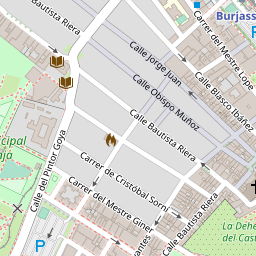 Bautista Riera
Burjass
Carrer del Mestre Lope
Calle Jorge Juan
Calle Blasco Ibáñez
Calle Obispo Muñoz
Calle Bautista Riera
Calle del Pintor Goya
Carrer de Cristóbal Sorní
Carrer del Mestre Giner
Calle Bautista Riera
La Dehe
del Cast
P
P